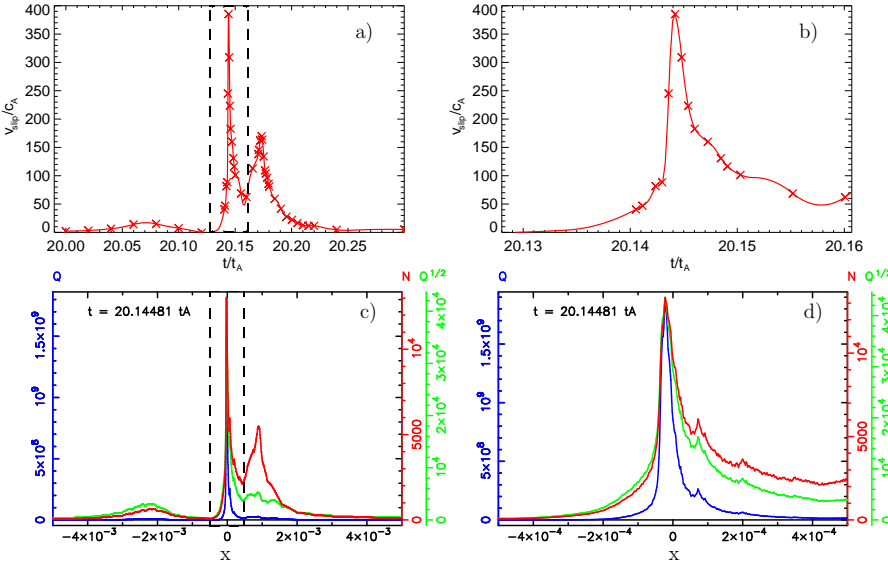 400
350
300
250
200
150
100
50
0
v_slip/c_A
a)
20.00 20.05 20.10 20.15 20.20 20.25
t/t_A
400
350
300
250
200
150
100
50
0
v_slip/c_A
b)
20.13 20.14 20.15 20.16
t/t_A
Q N Q^1/2
t = 20.14481 tA
c)
1.5×10^9
10^9
5×10^8
0
10^4
5000
0
4×10^4
3×10^4
2×10^4
10^4
0
−4×10^−3 −2×10^−3 0 2×10^−3 4×10^−3
x
Q N Q^1/2
t = 20.14481 tA
d)
1.5×10^9
10^9
5×10^8
0
10^4
5000
0
4×10^4
3×10^4
2×10^4
10^4
0
−4×10^−4 −2×10^−4 0 2×10^−4 4×10^−4
x